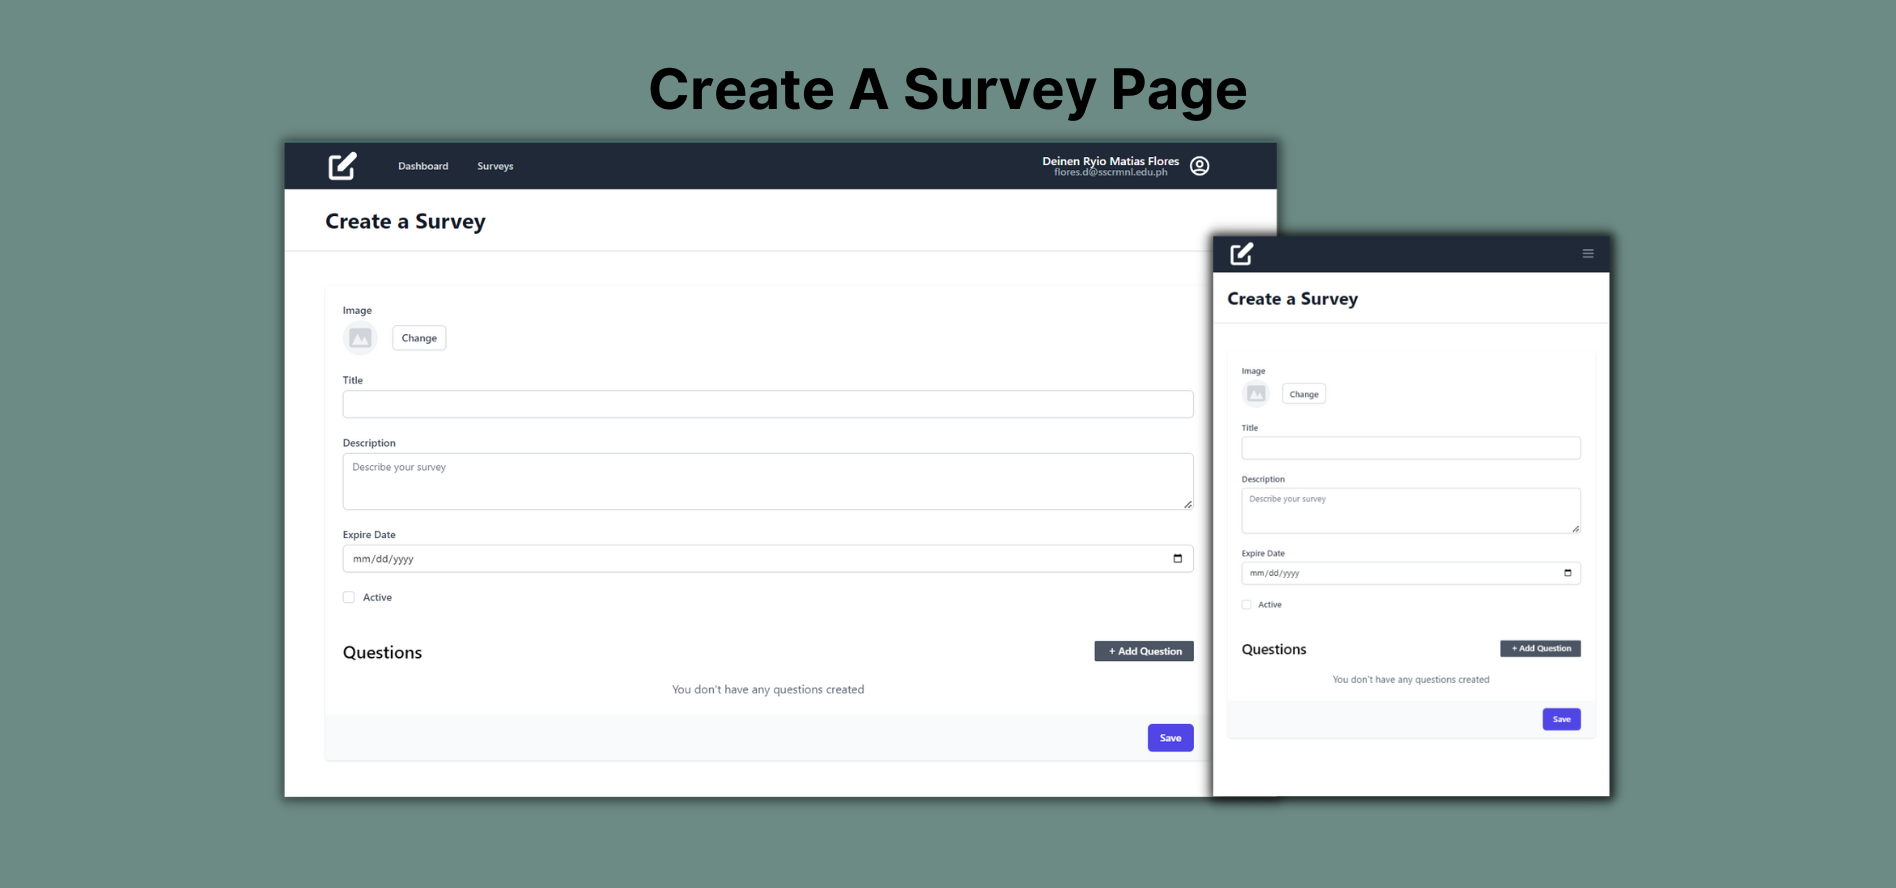 Create A Survey Page
Dashboard Surveys
Deinen Ryio Matias Flores
flores.d@sscrmnl.edu.ph
Create a Survey
Image
Change
Title
Description
Describe your survey
Expire Date
mm/dd/yyyy
Active
Questions
+ Add Question
You don't have any questions created
Save
Create a Survey
Image
Change
Title
Description
Describe your survey
Expire Date
mm/dd/yyyy
Active
Questions
+ Add Question
You don't have any questions created
Save